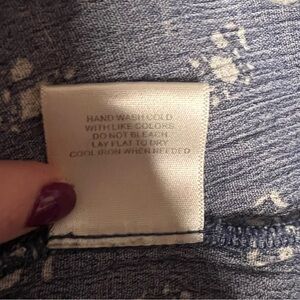 HAND WASH COLD
WITH LIKE COLORS
DO NOT BLEACH
LAY FLAT TO DRY
COOL IRON WHEN NEEDED